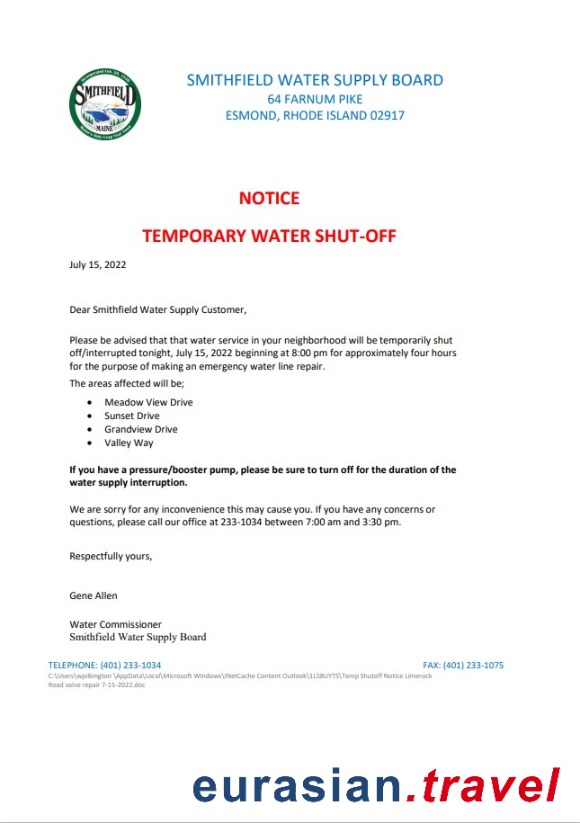 SMITHFIELD
MAINE
SMITHFIELD WATER SUPPLY BOARD
64 FARNUM PIKE
ESMOND, RHODE ISLAND 02917
NOTICE
TEMPORARY WATER SHUT-OFF
July 15, 2022
Dear Smithfield Water Supply Customer,
Please be advised that that water service in your neighborhood will be temporarily shut
off/interrupted tonight, July 15, 2022 beginning at 8:00 pm for approximately four hours
for the purpose of making an emergency water line repair.
The areas affected will be;
• Meadow View Drive
• Sunset Drive
• Grandview Drive
• Valley Way
If you have a pressure/booster pump, please be sure to turn off for the duration of the
water supply interruption.
We are sorry for any inconvenience this may cause you. If you have any concerns or
questions, please call our office at 233-1034 between 7:00 am and 3:30 pm.
Respectfully yours,
Gene Allen
Water Commissioner
Smithfield Water Supply Board
TELEPHONE: (401) 233-1034 FAX: (401) 233-1075
C:\Users\wpilkington \AppData\Local\Microsoft Windows\INetCache Content Outlook\1LSBUYTS\Temp Shutoff Notice Limerock
Road valve repair 7-15-2022.doc
eurasian.travel